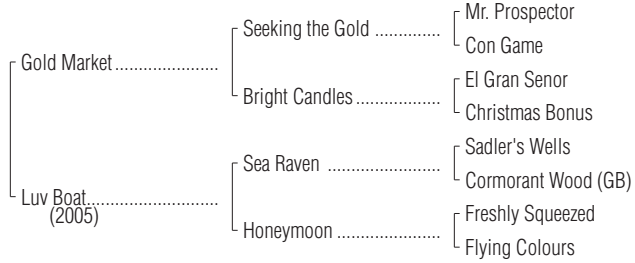 Mr. Prospector
Seeking the Gold ..............
Con Game
Gold Market .....................
El Gran Senor
Bright Candles ..................
Christmas Bonus
Sadler's Wells
Sea Raven .......................
Cormorant Wood (GB)
Luv Boat...........................
(2005)
Freshly Squeezed
Honeymoon .....................
Flying Colours